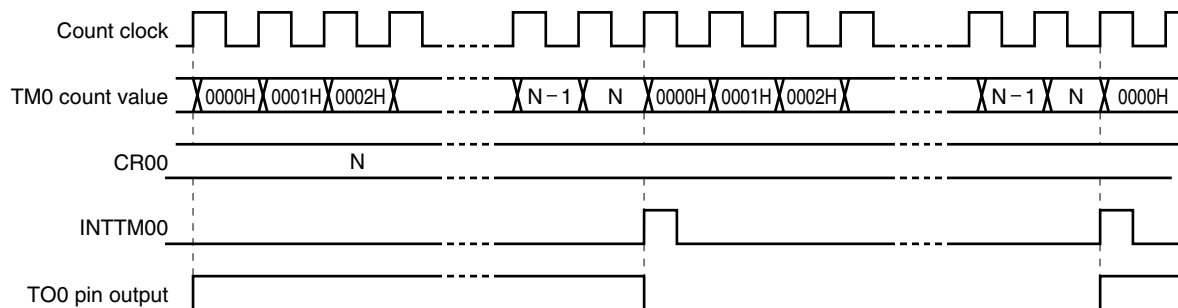 Count clock
TM0 count value 0000H 0001H 0002H N−1 N 0000H 0001H 0002H N−1 N 0000H
CR00 N
INTTM00
TO0 pin output